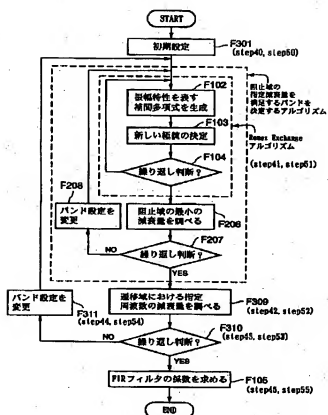 START
初期設定
F301
(step40, step50)
F102
振幅特性を表す
補間多項式を生成
F103
新しい極値の決定
F104
繰り返し判断?
阻止域の
指定減衰量を
満足するバンドを
決定するアルゴリズム
Remez Exchange
アルゴリズム
(step41, step51)
F208
バンド設定を
変更
阻止域の最小の
減衰量を調べる
F206
F207
繰り返し判断?
NO
YES
遷移域における指定
周波数の減衰量を調べる
F309
(step42, step52)
バンド設定を
変更
F311
(step44, step54)
F310
繰り返し判断?
(step43, step53)
NO
YES
FIRフィルタの係数を求める
F105
(step45, step55)
END